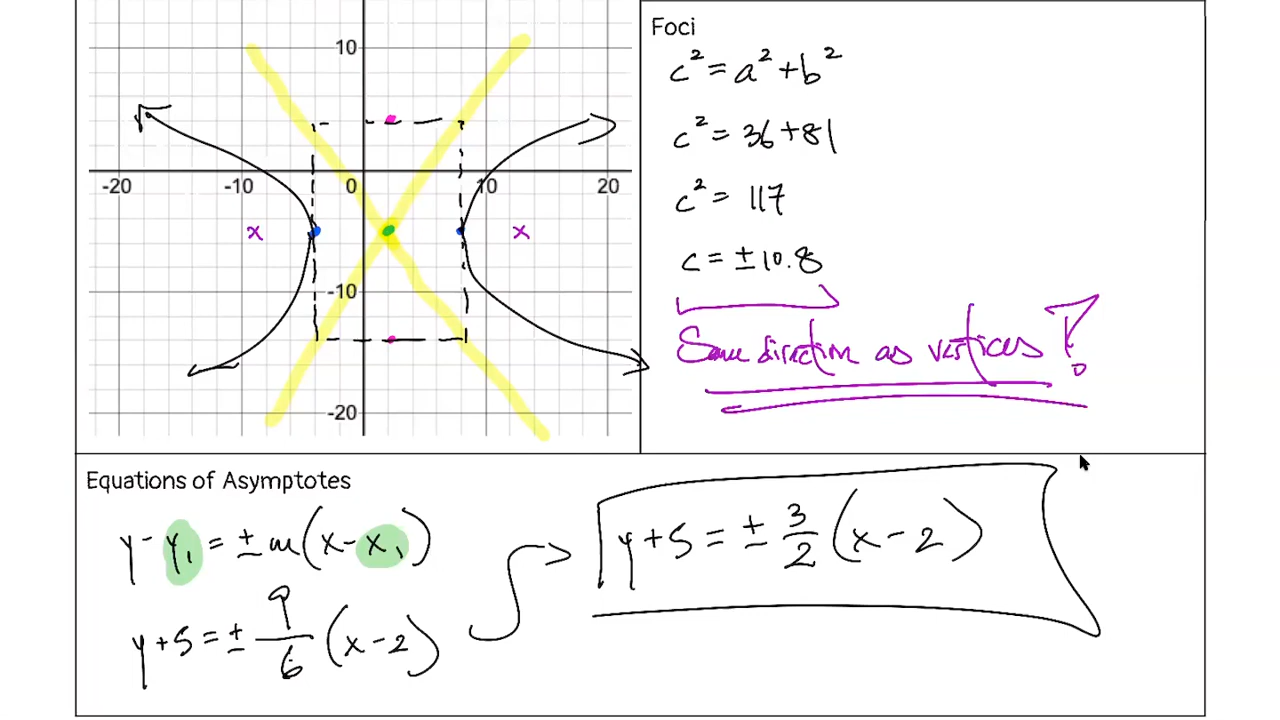 10
-20
-10
0
10
20
x
x
-10
-20
Foci
c² = a² + b²
c² = 36 + 81
c² = 117
c = ± 10.8
Same direction as vertices !
Equations of Asymptotes
y - y₁ = ± m(x - x₁)
y + 5 = ± 9/6 (x - 2)
y + 5 = ± 3/2 (x - 2)